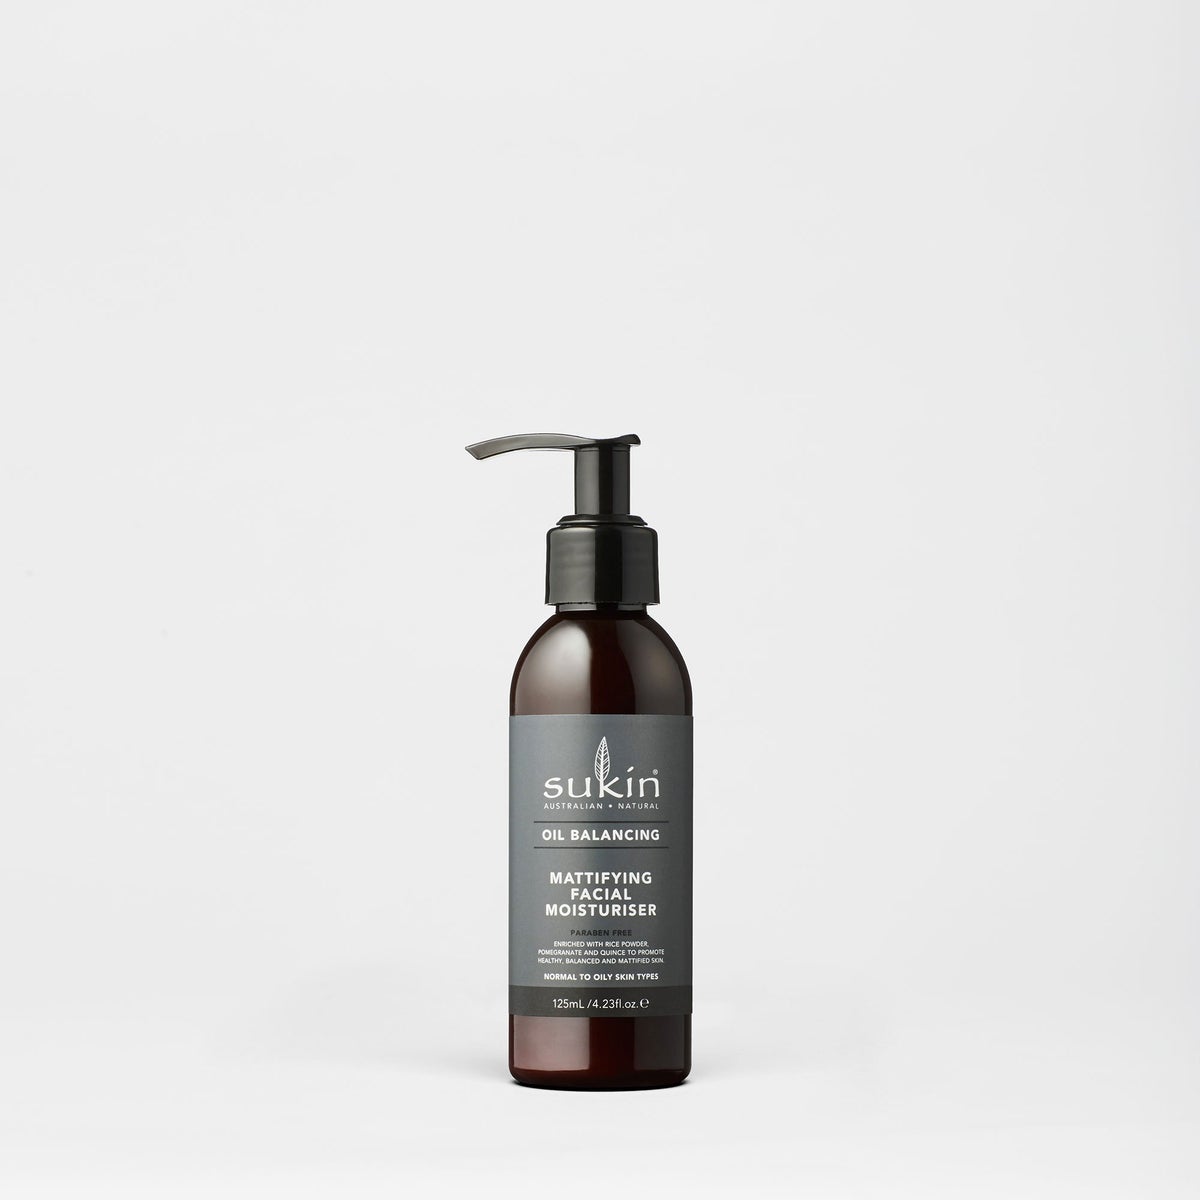 sukin®
AUSTRALIAN • NATURAL
OIL BALANCING
MATTIFYING
FACIAL
MOISTURISER
PARABEN FREE
ENRICHED WITH RICE POWDER,
POMEGRANATE AND QUINCE TO PROMOTE
HEALTHY, BALANCED AND MATTIFIED SKIN.
NORMAL TO OILY SKIN TYPES
125mL /4.23fl.oz.℮